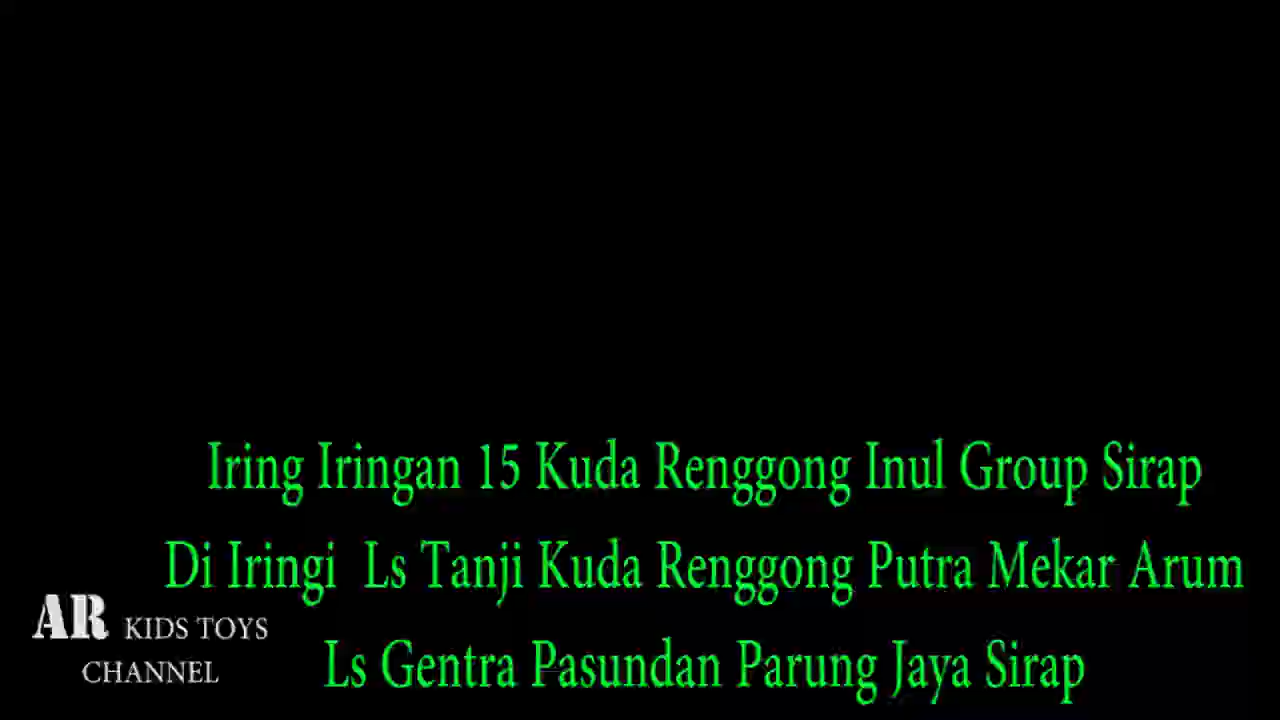 Iring Iringan 15 Kuda Renggong Inul Group Sirap
Di Iringi Ls Tanji Kuda Renggong Putra Mekar Arum
Ls Gentra Pasundan Parung Jaya Sirap
AR KIDS TOYS
CHANNEL